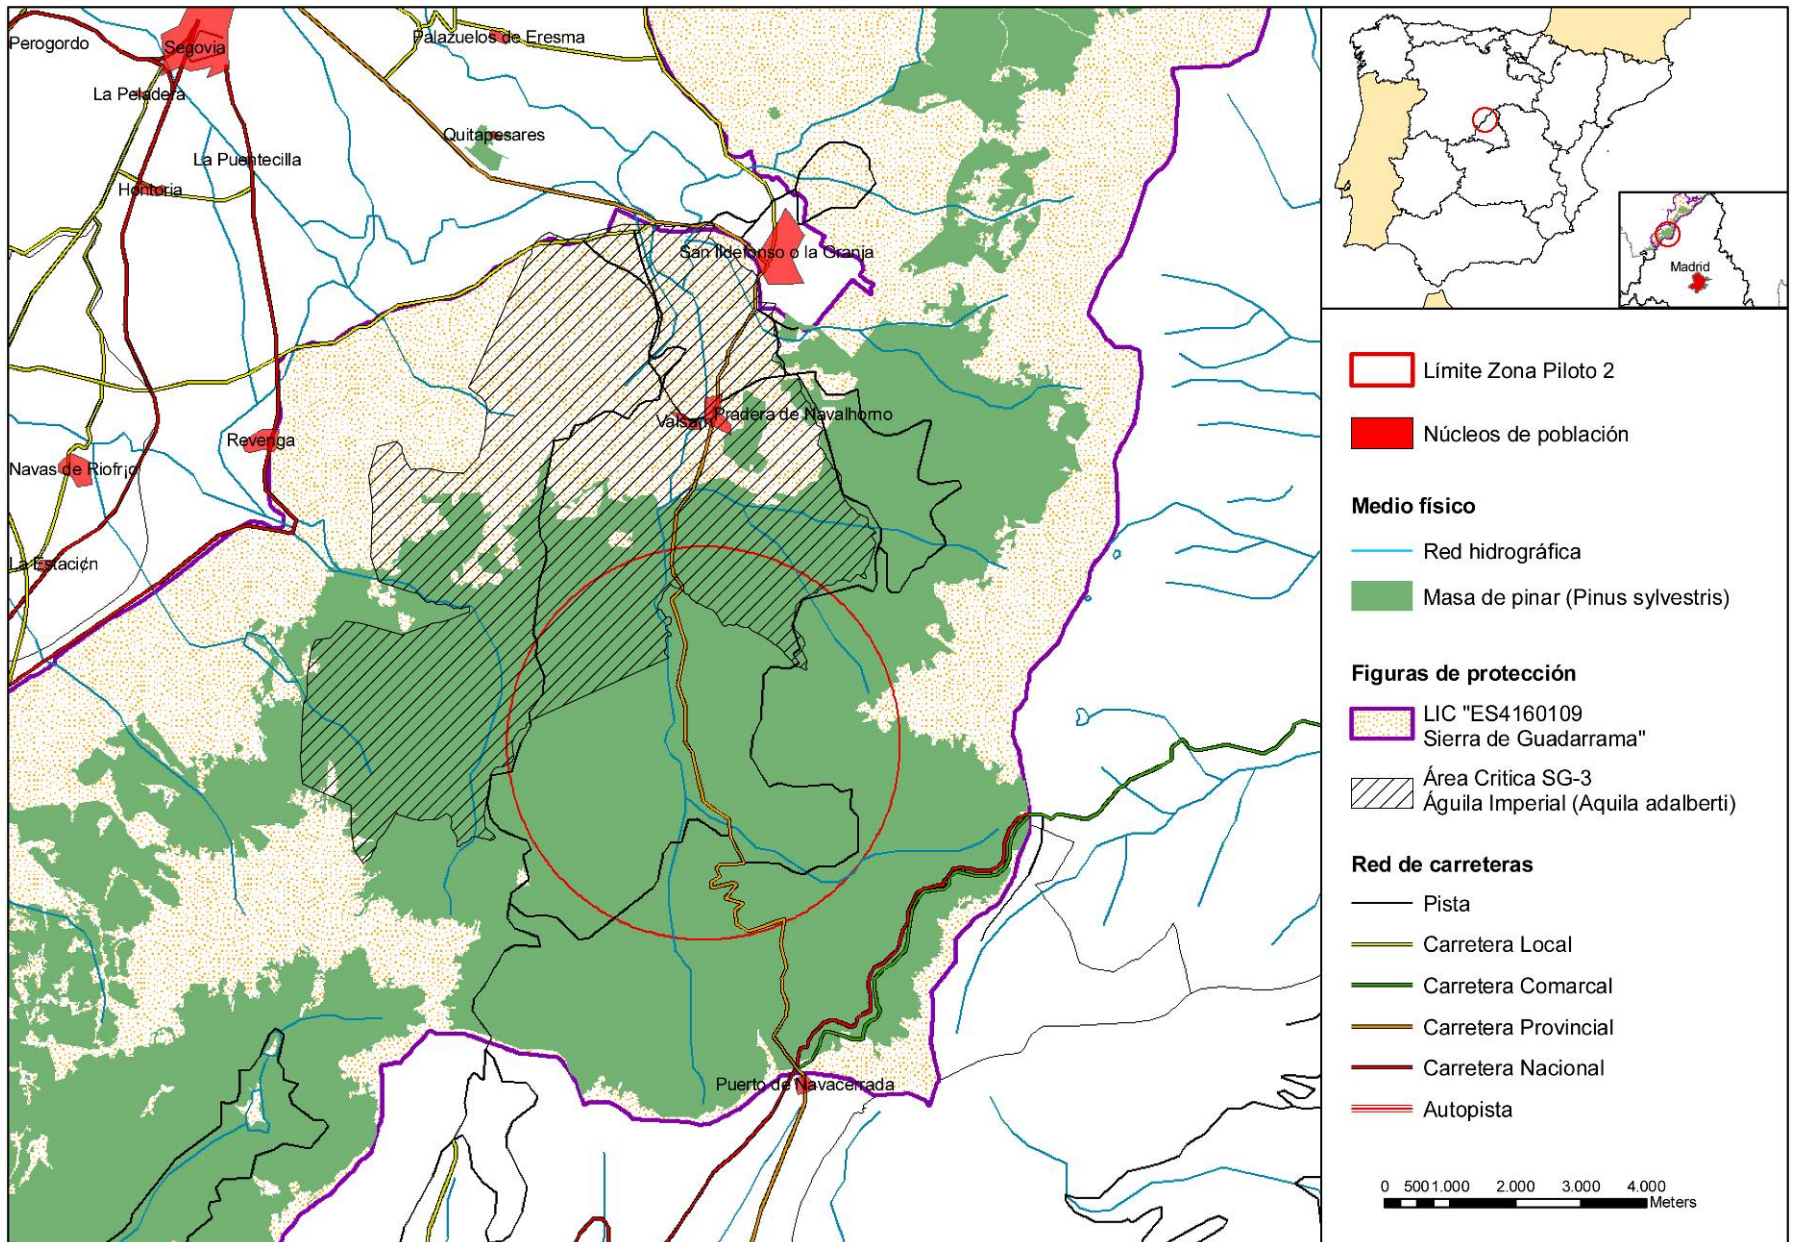 Perogordo
Segovia
Palazuelos de Eresma
La Peladera
Quitapesares
La Puentecilla
Hontoria
San Ildefonso o la Granja
Pradera de Navalhorno
Revenga
Navas de Riofr¡o
La Estación
Puerto de Navacerrada
Madrid
Límite Zona Piloto 2
Núcleos de población
Medio físico
Red hidrográfica
Masa de pinar (Pinus sylvestris)
Figuras de protección
LIC "ES4160109
Sierra de Guadarrama"
Área Critica SG-3
Águila Imperial (Aquila adalberti)
Red de carreteras
Pista
Carretera Local
Carretera Comarcal
Carretera Provincial
Carretera Nacional
Autopista
0 500 1.000 2.000 3.000 4.000
Meters